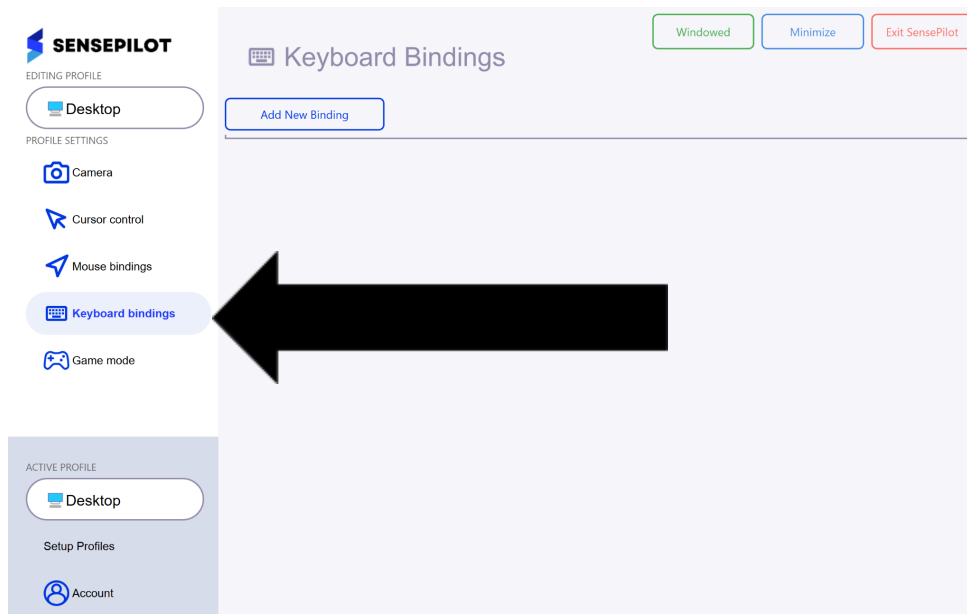 SENSEPILOT
EDITING PROFILE
Desktop
PROFILE SETTINGS
Camera
Cursor control
Mouse bindings
Keyboard bindings
Game mode
ACTIVE PROFILE
Desktop
Setup Profiles
Account
Windowed
Minimize
Exit SensePilot
Keyboard Bindings
Add New Binding